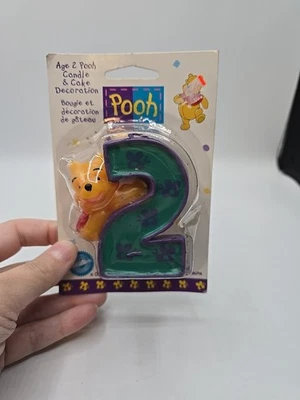 Age 2 Pooh
Candle
& Cake
Decoration
Bougie et
décoration
de gâteau
Pooh
2